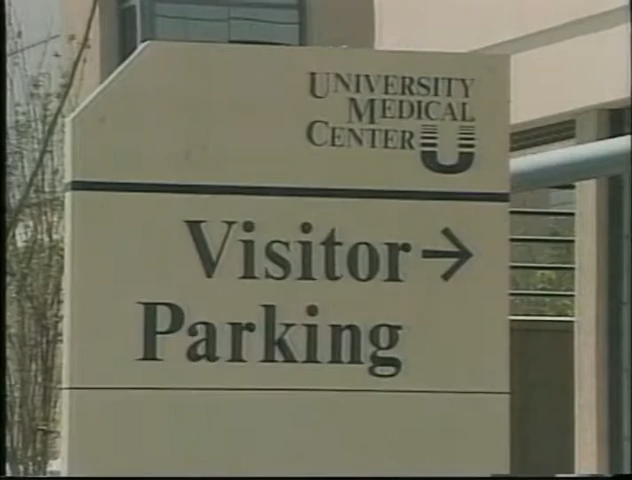 UNIVERSITY
MEDICAL
CENTER U
Visitor →
Parking